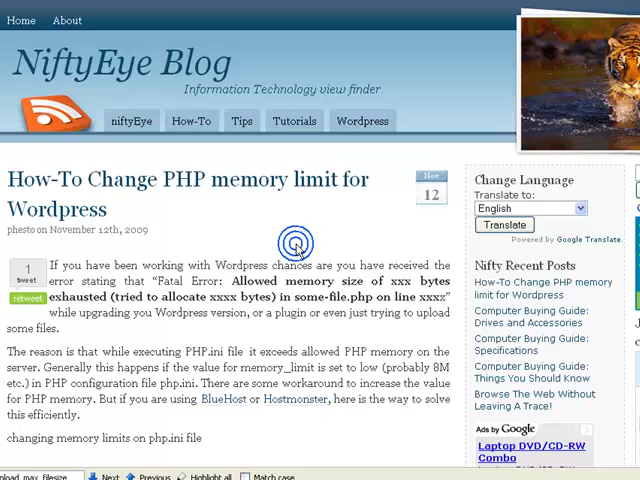 Home About
NiftyEye Blog
Information Technology view finder
niftyEye How-To Tips Tutorials Wordpress
How-To Change PHP memory limit for
Wordpress
Nov
12
phesto on November 12th, 2009
1
tweet
retweet
If you have been working with Wordpress chances are you have received the
error stating that “Fatal Error: Allowed memory size of xxx bytes
exhausted (tried to allocate xxxx bytes) in some-file.php on line xxxx”
while upgrading you Wordpress version, or a plugin or even just trying to upload
some files.
The reason is that while executing PHP.ini file it exceeds allowed PHP memory on the
server. Generally this happens if the value for memory_limit is set to low (probably 8M
etc.) in PHP configuration file php.ini. There are some workaround to increase the value
for PHP memory. But if you are using BlueHost or Hostmonster, here is the way to solve
this efficiently.
changing memory limits on php.ini file
Change Language
Translate to:
English
Translate
Powered by Google Translate.
Nifty Recent Posts
How-To Change PHP memory
limit for Wordpress
Computer Buying Guide:
Drives and Accessories
Computer Buying Guide:
Specifications
Computer Buying Guide:
Things You Should Know
Browse The Web Without
Leaving A Trace!
Ads by Google
Laptop DVD/CD-RW
Combo
pload_max_filesize Next Previous Highlight all Match case